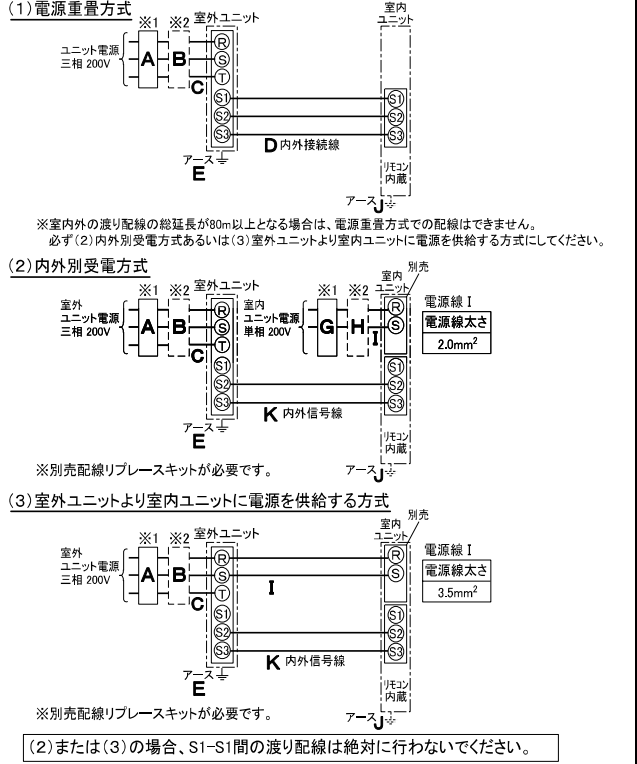 (1)電源重畳方式
※1 ※2 室外ユニット
室内
ユニット
ユニット電源
三相 200V
A B
C
R
S
T
S1
S2
S3
S1
S2
S3
D 内外接続線
アース
E
リモコン
内蔵
アース J
※室内外の渡り配線の総延長が80m以上となる場合は、電源重畳方式での配線はできません。
必ず(2)内外別受電方式あるいは(3)室外ユニットより室内ユニットに電源を供給する方式にしてください。
(2)内外別受電方式
※1 ※2 室外ユニット
※1 ※2
室内
ユニット
別売
室外
ユニット電源
三相 200V
A B
C
R
S
T
S1
S2
S3
室内
ユニット電源
単相 200V
G H
I
R
S
S1
S2
S3
電源線 I
電源線太さ
2.0mm²
K 内外信号線
アース
E
リモコン
内蔵
アース J
※別売配線リプレースキットが必要です。
(3)室外ユニットより室内ユニットに電源を供給する方式
※1 ※2 室外ユニット
室内
ユニット
別売
室外
ユニット電源
三相 200V
A B
C
R
S
T
S1
S2
S3
I
R
S
S1
S2
S3
電源線 I
電源線太さ
3.5mm²
K 内外信号線
アース
E
リモコン
内蔵
アース J
※別売配線リプレースキットが必要です。
(2)または(3)の場合、S1-S1間の渡り配線は絶対に行わないでください。